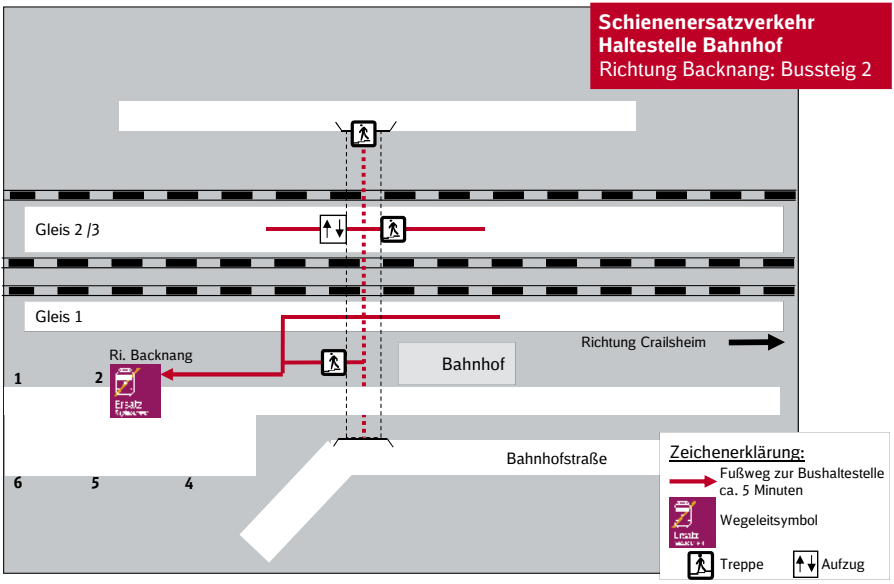 Schienenersatzverkehr
Haltestelle Bahnhof
Richtung Backnang: Bussteig 2
Gleis 2 /3
Gleis 1
Richtung Crailsheim
Ri. Backnang
Bahnhof
1
2
Ersatz
Bahnhofstraße
6
5
4
Zeichenerklärung:
Fußweg zur Bushaltestelle
ca. 5 Minuten
Wegeleitsymbol
Ersatz
Treppe
Aufzug